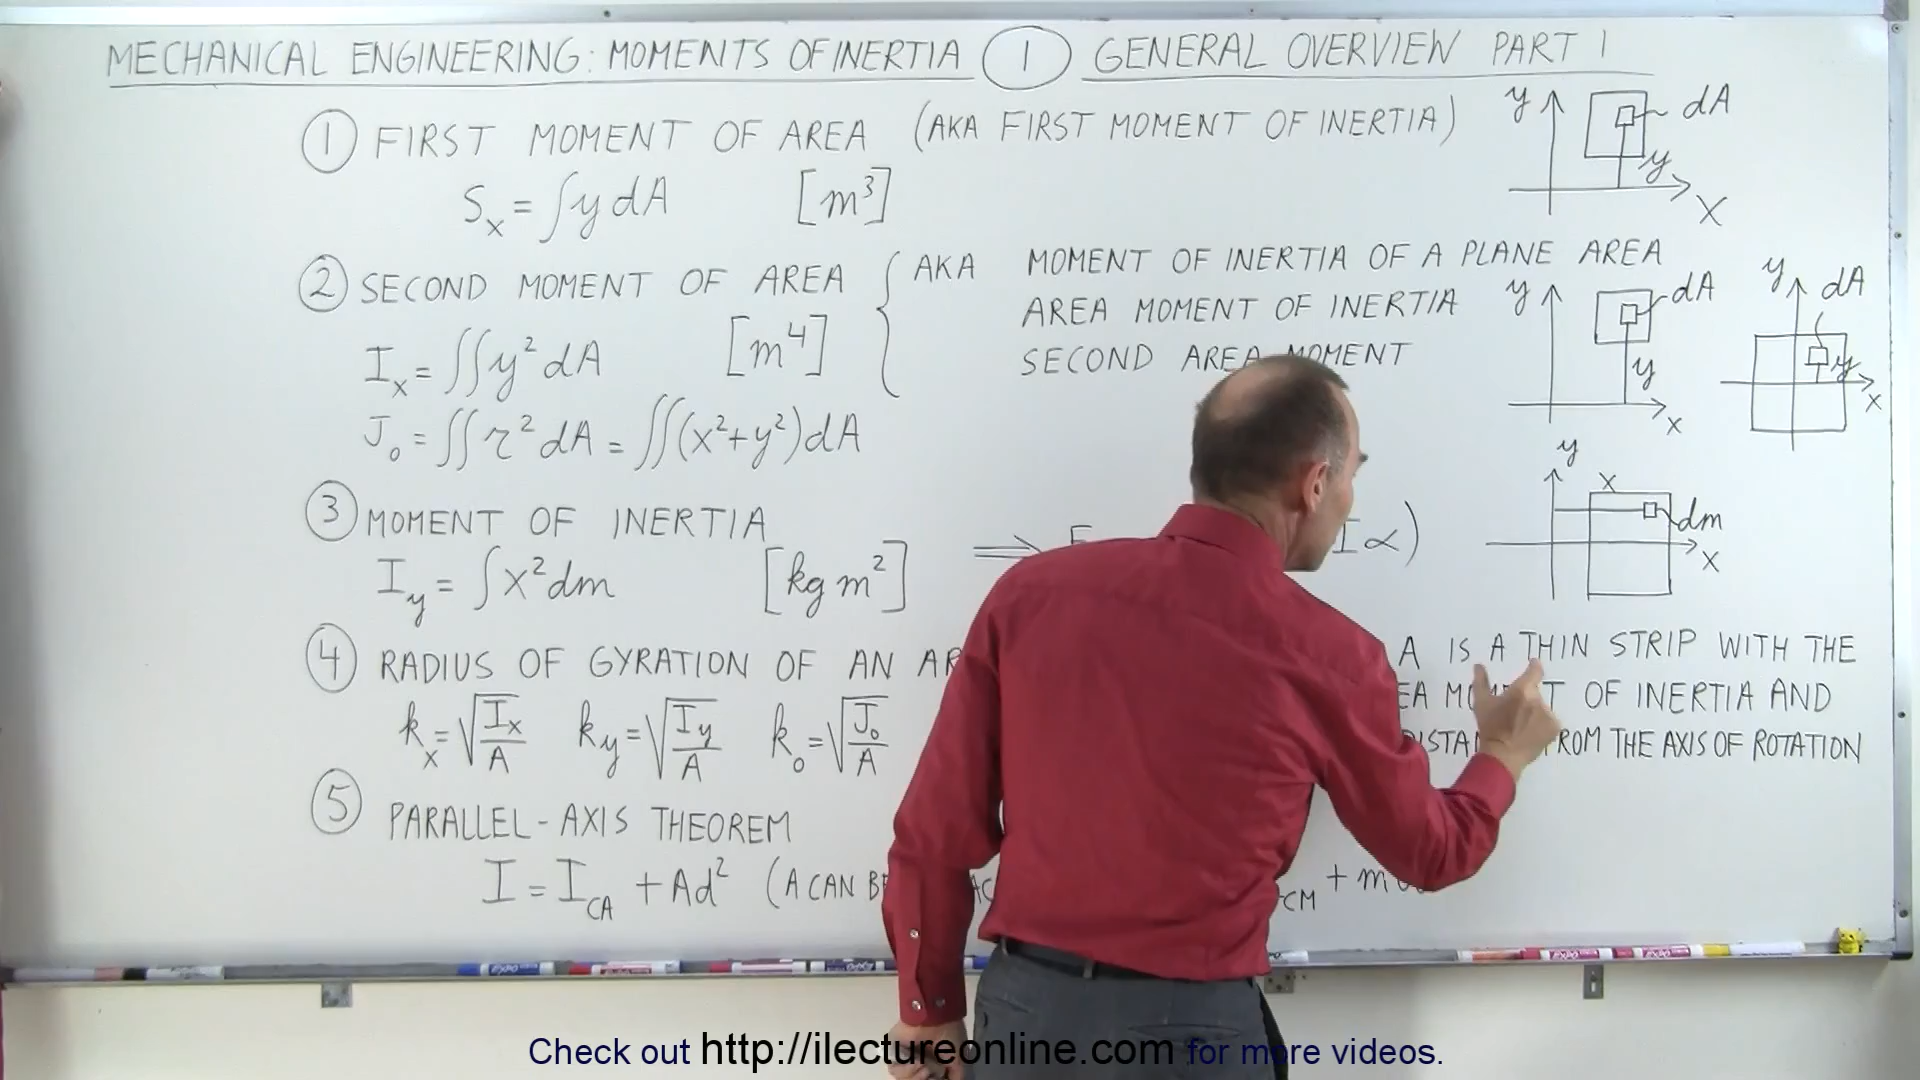 MECHANICAL ENGINEERING: MOMENTS OF INERTIA 1 GENERAL OVERVIEW PART 1
1 FIRST MOMENT OF AREA (AKA FIRST MOMENT OF INERTIA)
Sx = ∫y dA [m³]
y dA
y
x
2 SECOND MOMENT OF AREA { AKA MOMENT OF INERTIA OF A PLANE AREA
AREA MOMENT OF INERTIA
SECOND AREA MOMENT
Ix = ∫∫y² dA [m⁴]
J₀ = ∫∫r² dA = ∫∫(x²+y²)dA
y dA
y
x
y dA
y
x
3 MOMENT OF INERTIA
Iy = ∫x² dm [kg m²] ⇒ Iα)
y
x
dm
x
4 RADIUS OF GYRATION OF AN A IS A THIN STRIP WITH THE
OF INERTIA AND
FROM THE AXIS OF ROTATION
kx = √(Ix/A) ky = √(Iy/A) k₀ = √(J₀/A)
5 PARALLEL-AXIS THEOREM
I = I_CA + Ad² (A CAN CM + m
EXPO
Check out http://ilectureonline.com for more videos.